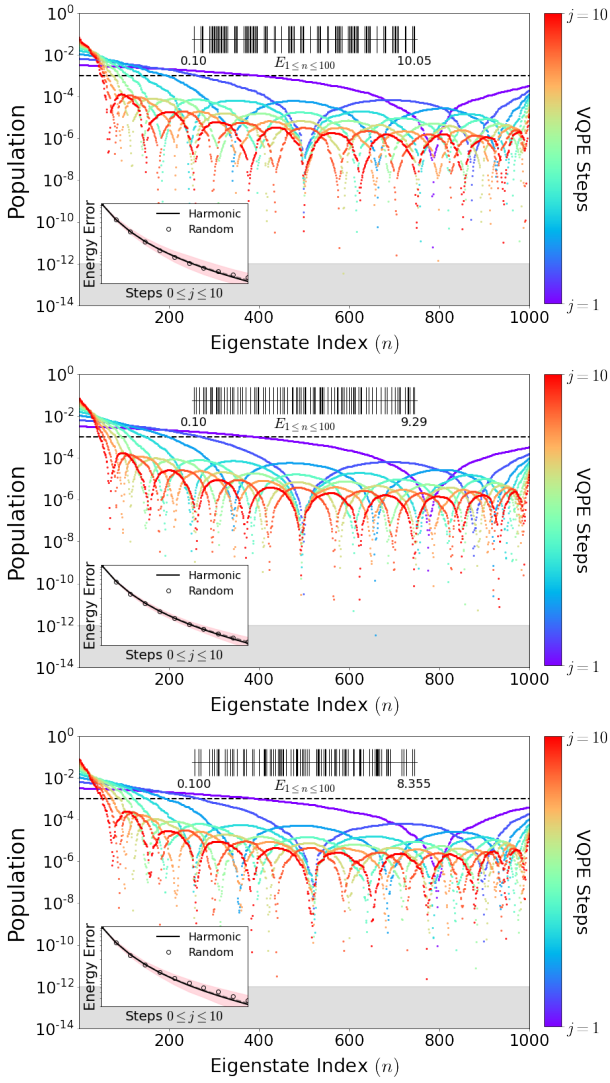 10^0
10^-2
10^-4
10^-6
10^-8
10^-10
10^-12
10^-14
Population
0.10
E_{1≤n≤100}
10.05
Energy Error
Harmonic
Random
Steps 0 ≤ j ≤ 10
200
400
600
800
1000
Eigenstate Index (n)
j = 10
VQPE Steps
j = 1
10^0
10^-2
10^-4
10^-6
10^-8
10^-10
10^-12
10^-14
Population
0.10
E_{1≤n≤100}
9.29
Energy Error
Harmonic
Random
Steps 0 ≤ j ≤ 10
200
400
600
800
1000
Eigenstate Index (n)
j = 10
VQPE Steps
j = 1
10^0
10^-2
10^-4
10^-6
10^-8
10^-10
10^-12
10^-14
Population
0.100
E_{1≤n≤100}
8.355
Energy Error
Harmonic
Random
Steps 0 ≤ j ≤ 10
200
400
600
800
1000
Eigenstate Index (n)
j = 10
VQPE Steps
j = 1